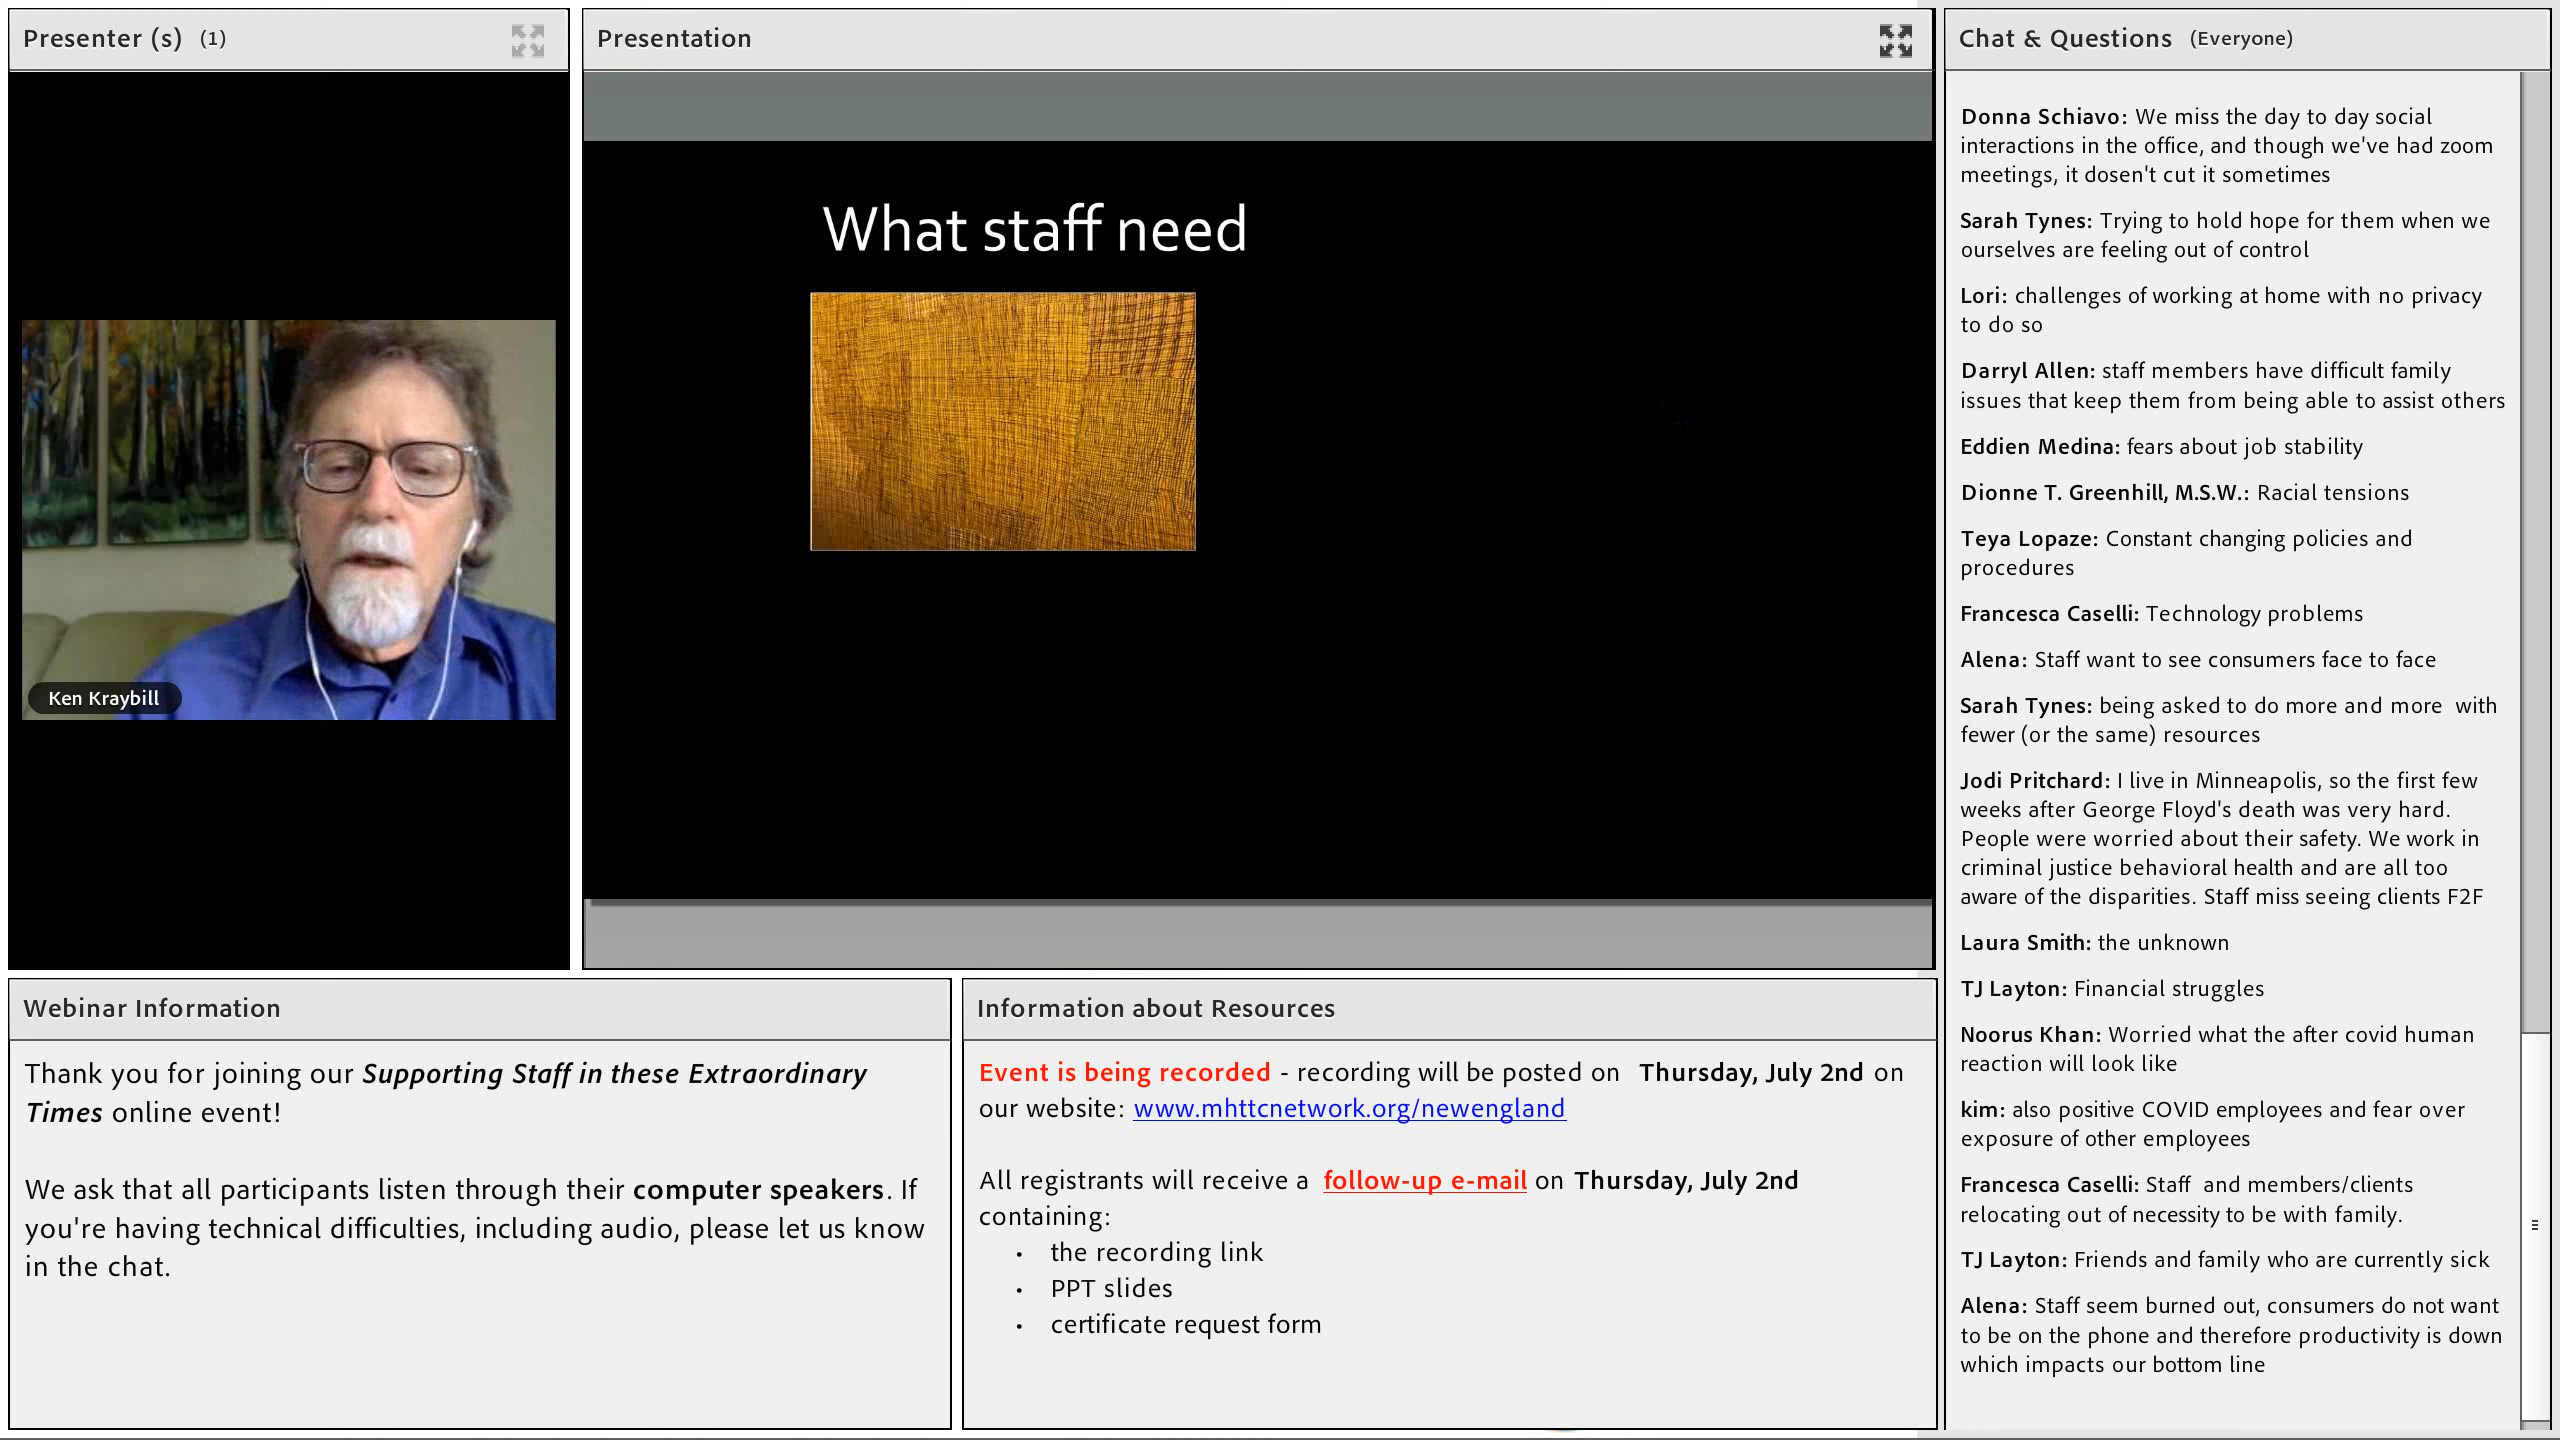 Presenter (s) (1)
Ken Kraybill
Presentation
What staff need
Chat & Questions (Everyone)
Donna Schiavo: We miss the day to day social
interactions in the office, and though we've had zoom
meetings, it dosen't cut it sometimes
Sarah Tynes: Trying to hold hope for them when we
ourselves are feeling out of control
Lori: challenges of working at home with no privacy
to do so
Darryl Allen: staff members have difficult family
issues that keep them from being able to assist others
Eddien Medina: fears about job stability
Dionne T. Greenhill, M.S.W.: Racial tensions
Teya Lopaze: Constant changing policies and
procedures
Francesca Caselli: Technology problems
Alena: Staff want to see consumers face to face
Sarah Tynes: being asked to do more and more with
fewer (or the same) resources
Jodi Pritchard: I live in Minneapolis, so the first few
weeks after George Floyd's death was very hard.
People were worried about their safety. We work in
criminal justice behavioral health and are all too
aware of the disparities. Staff miss seeing clients F2F
Laura Smith: the unknown
TJ Layton: Financial struggles
Noorus Khan: Worried what the after covid human
reaction will look like
kim: also positive COVID employees and fear over
exposure of other employees
Francesca Caselli: Staff and members/clients
relocating out of necessity to be with family.
TJ Layton: Friends and family who are currently sick
Alena: Staff seem burned out, consumers do not want
to be on the phone and therefore productivity is down
which impacts our bottom line
Webinar Information
Thank you for joining our Supporting Staff in these Extraordinary
Times online event!
We ask that all participants listen through their computer speakers. If
you're having technical difficulties, including audio, please let us know
in the chat.
Information about Resources
Event is being recorded - recording will be posted on Thursday, July 2nd on
our website: www.mhttcnetwork.org/newengland
All registrants will receive a follow-up e-mail on Thursday, July 2nd
containing:
• the recording link
• PPT slides
• certificate request form